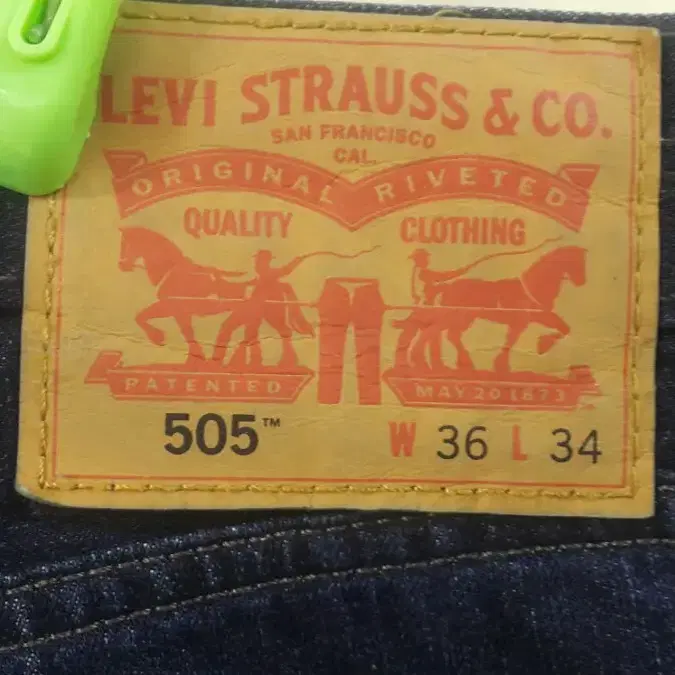 LEVI STRAUSS & CO.
SAN FRANCISCO
CAL.
ORIGINAL RIVETED
QUALITY CLOTHING
PATENTED MAY 20 1873
505™ W 36 L 34